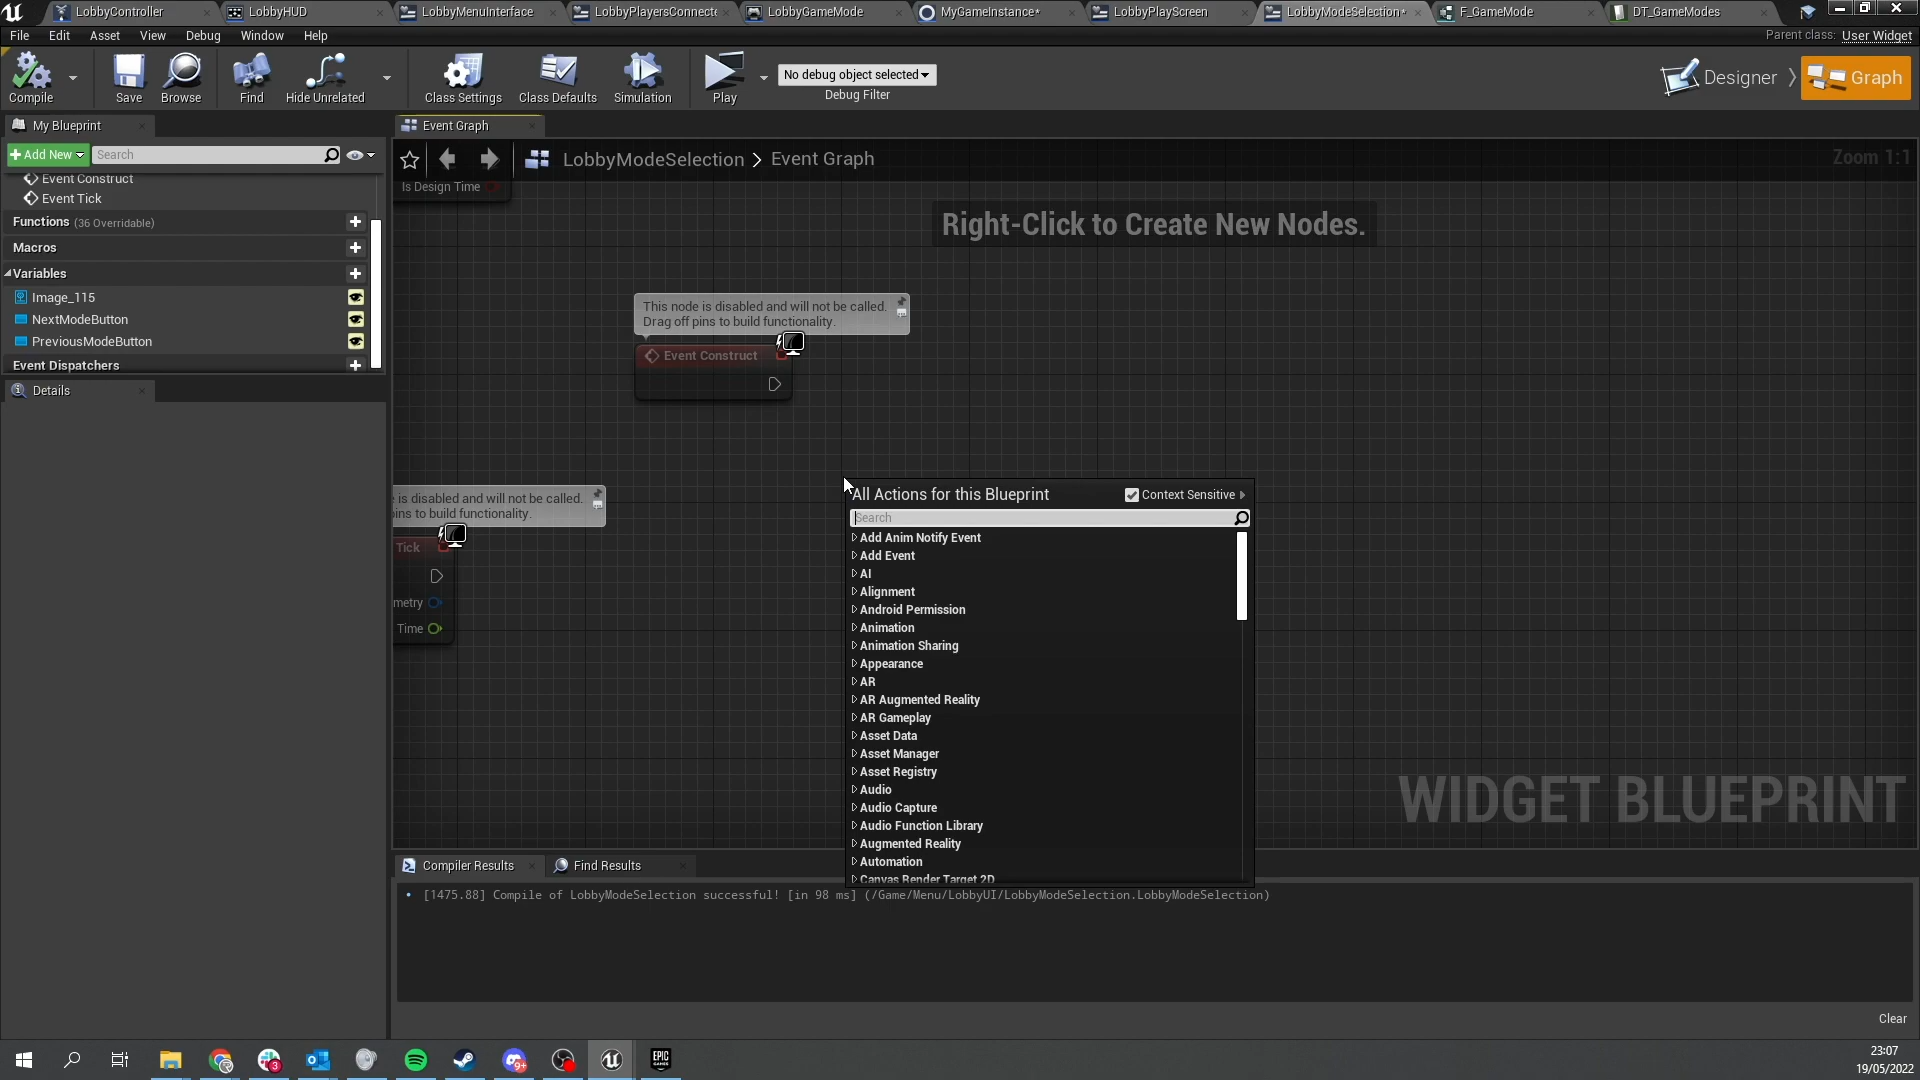 LobbyController
LobbyHUD
LobbyMenuInterface
LobbyPlayersConnecte
LobbyGameMode
MyGameInstance*
LobbyPlayScreen
LobbyModeSelection*
F_GameMode
DT_GameModes
File Edit Asset View Debug Window Help
Parent class: User Widget
Compile
Save
Browse
Find
Hide Unrelated
Class Settings
Class Defaults
Simulation
Play
No debug object selected
Debug Filter
Designer
Graph
My Blueprint
Event Graph
+Add New
Search
LobbyModeSelection > Event Graph
Zoom 1:1
Event Construct
Event Tick
Functions (36 Overridable)
Macros
Variables
Image_115
NextModeButton
PreviousModeButton
Event Dispatchers
Details
Is Design Time
Right-Click to Create New Nodes.
This node is disabled and will not be called.
Drag off pins to build functionality.
Event Construct
is disabled and will not be called.
ins to build functionality.
Tick
metry
Time
All Actions for this Blueprint
Context Sensitive
Search
Add Anim Notify Event
Add Event
AI
Alignment
Android Permission
Animation
Animation Sharing
Appearance
AR
AR Augmented Reality
AR Gameplay
Asset Data
Asset Manager
Asset Registry
Audio
Audio Capture
Audio Function Library
Augmented Reality
Automation
Canvas Render Target 2D
WIDGET BLUEPRINT
Compiler Results
Find Results
[1475.88] Compile of LobbyModeSelection successful! [in 98 ms] (/Game/Menu/LobbyUI/LobbyModeSelection.LobbyModeSelection)
Clear
3
9+
EPIC
GAMES
23:07
19/05/2022